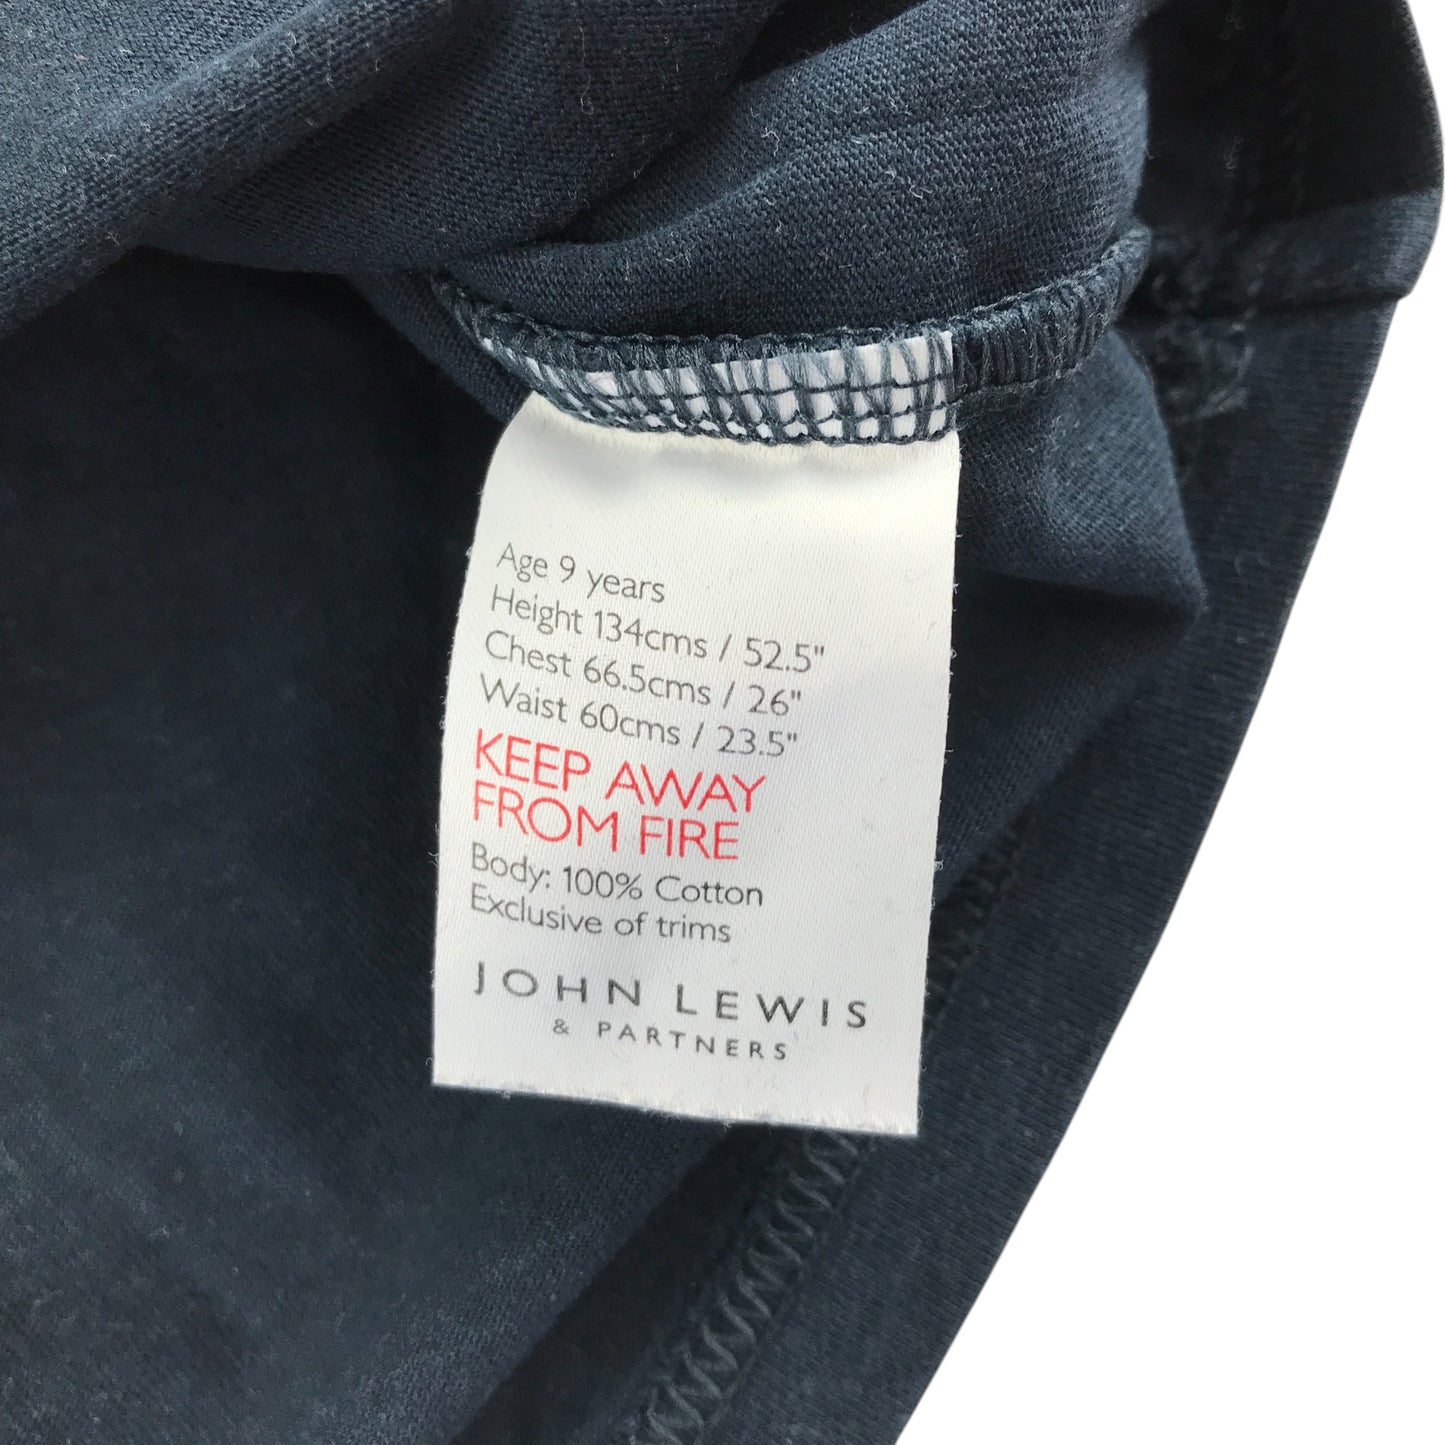 Age 9 years
Height 134cms / 52.5"
Chest 66.5cms / 26"
Waist 60cms / 23.5"
KEEP AWAY
FROM FIRE
Body: 100% Cotton
Exclusive of trims
JOHN LEWIS
& PARTNERS